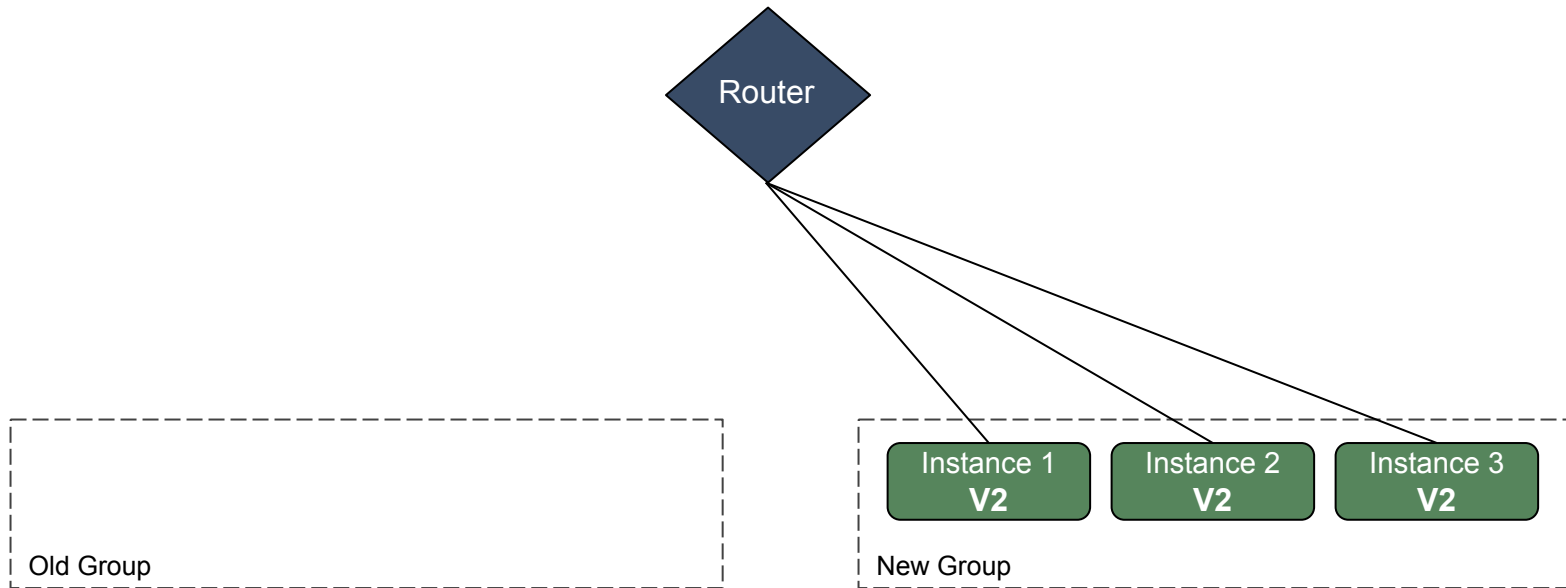 Router
Instance 1
V2
Instance 2
V2
Instance 3
V2
Old Group
New Group